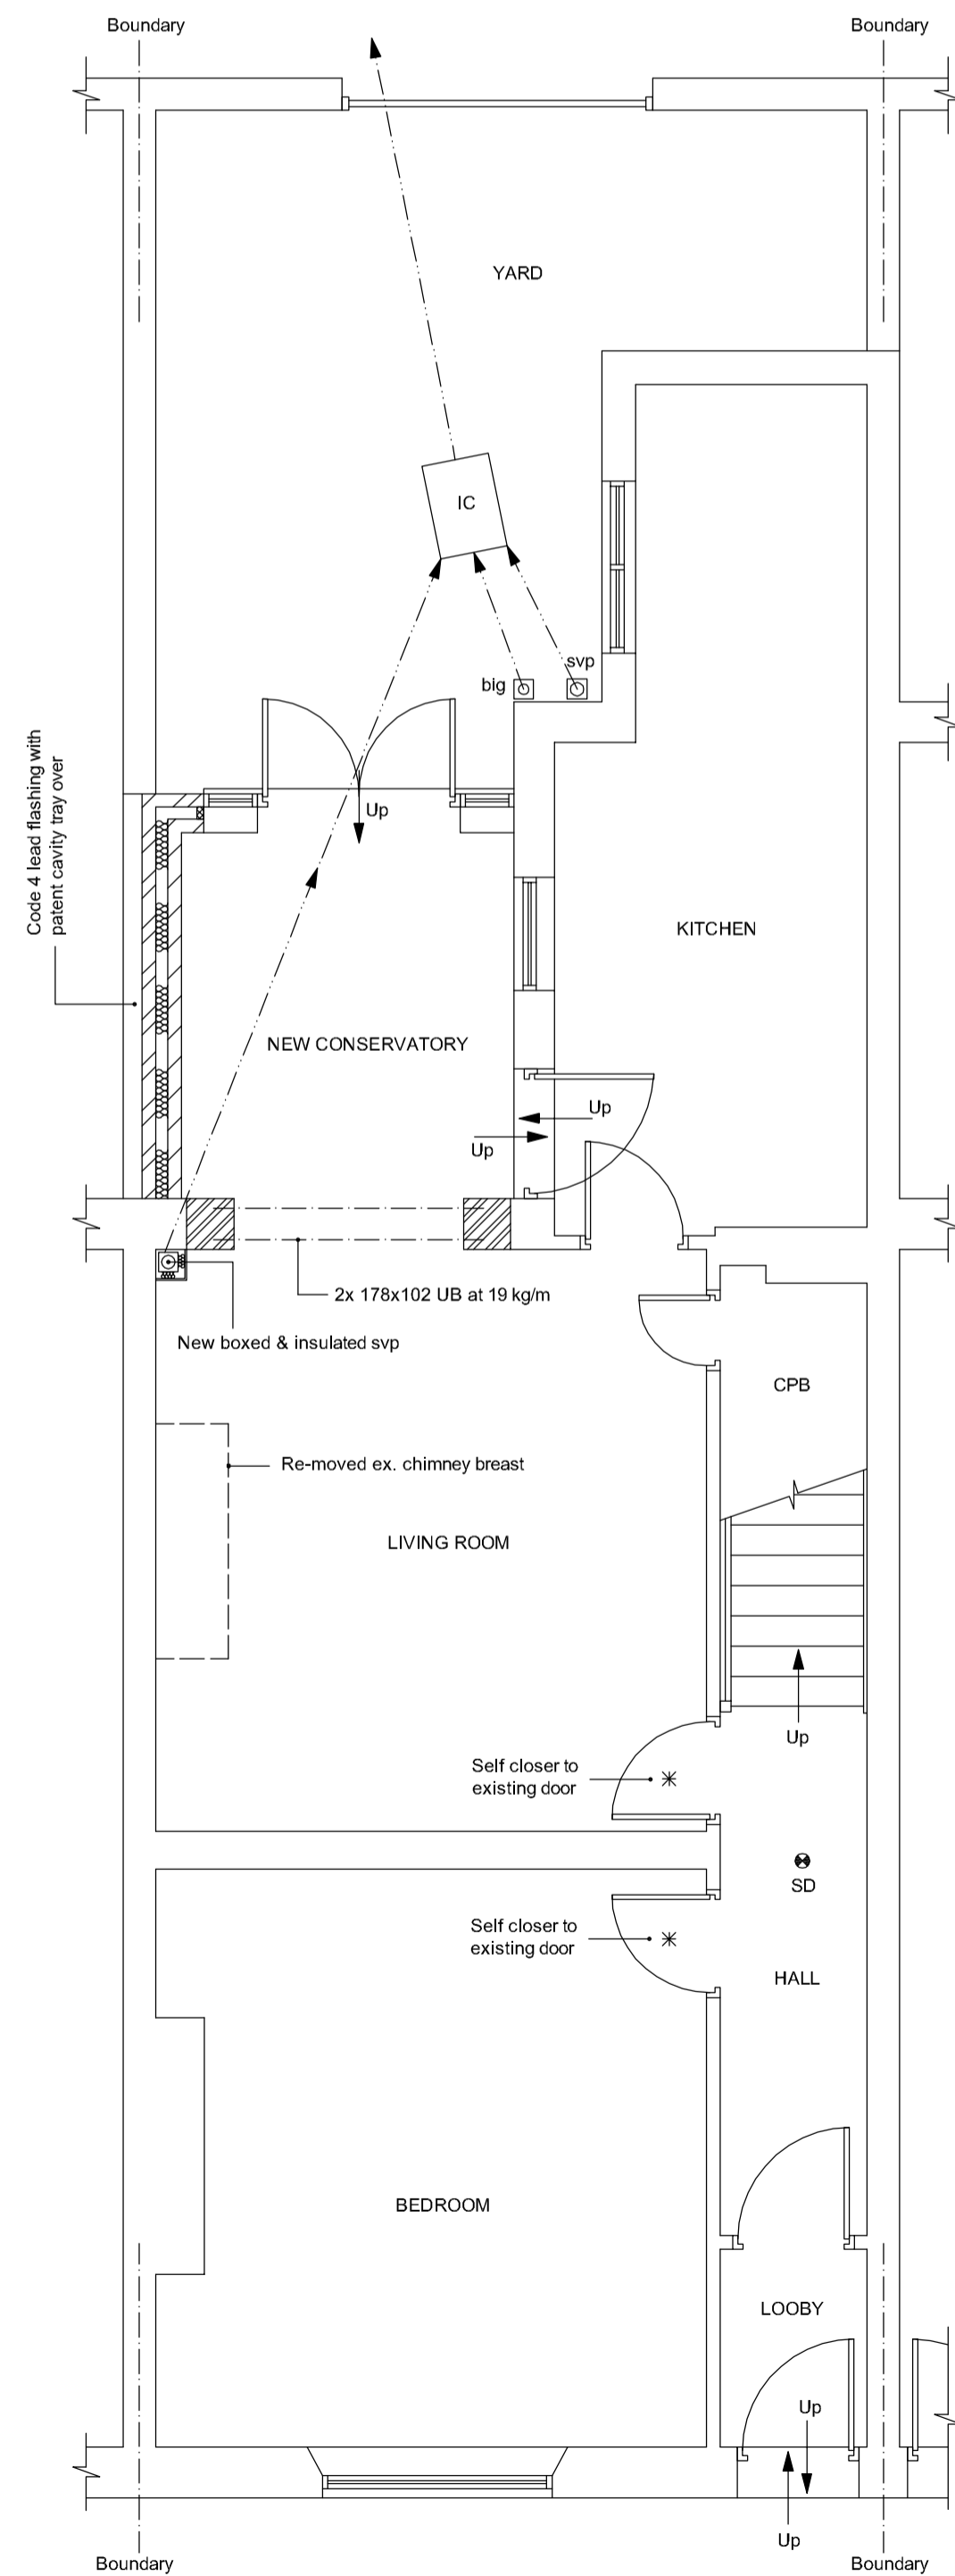 Boundary
Boundary
YARD
IC
svp
big
Code 4 lead flashing with
patent cavity tray over
Up
KITCHEN
NEW CONSERVATORY
Up
Up
2x 178x102 UB at 19 kg/m
New boxed & insulated svp
CPB
Re-moved ex. chimney breast
LIVING ROOM
Up
Self closer to
existing door
SD
Self closer to
existing door
HALL
BEDROOM
LOOBY
Up
Up
Boundary
Boundary